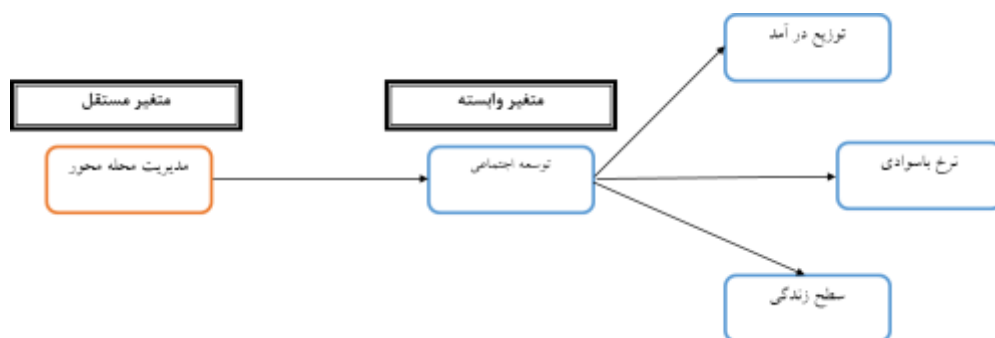 توزیع در آمد
متغیر مستقل
متغیر وابسته
مدیریت محله محور
توسعه اجتماعی
نرخ باسوادی
سطح زندگی